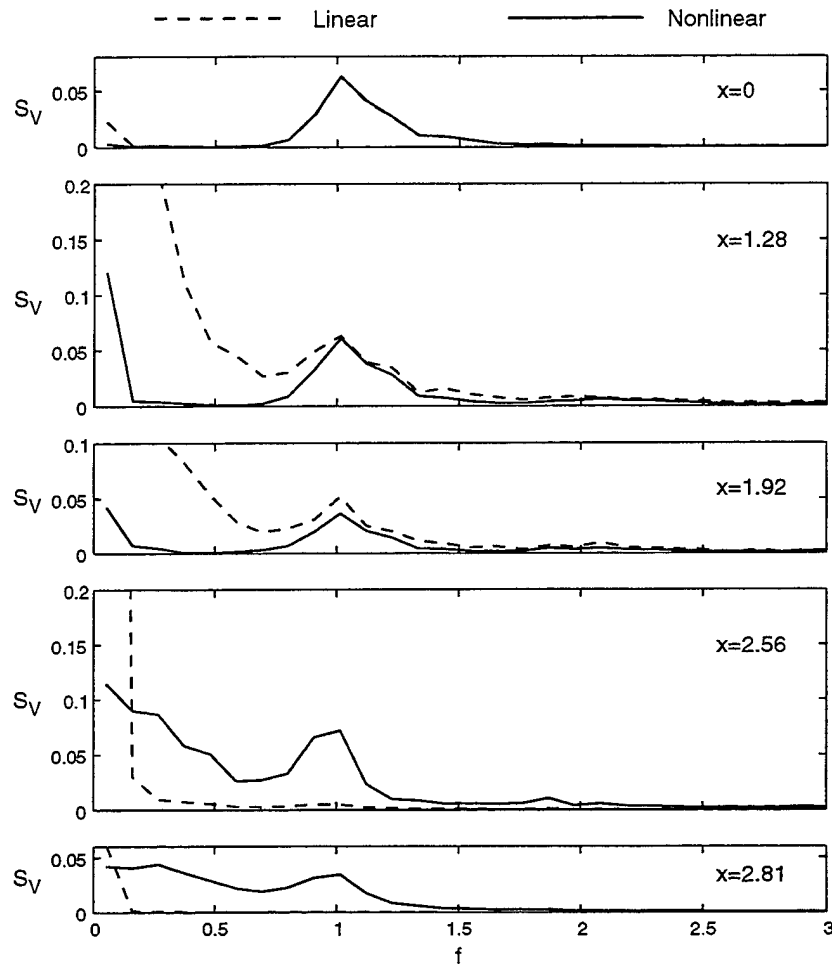 Linear Nonlinear
0.05
S_V
0
x=0
0.2
0.15
S_V 0.1
0.05
0
x=1.28
0.1
S_V 0.05
0
x=1.92
0.2
0.15
S_V 0.1
0.05
0
x=2.56
0.05
S_V
0
x=2.81
0 0.5 1 1.5 2 2.5 3
f